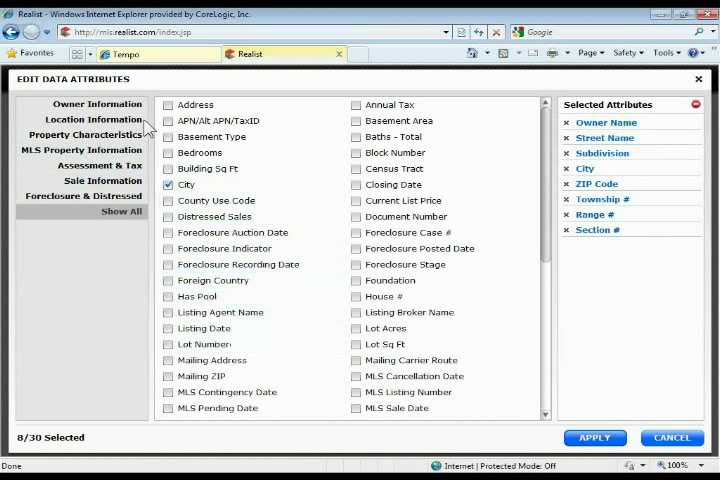 Realist - Windows Internet Explorer provided by CoreLogic, Inc.
http://mls.realist.com/index.jsp
Google
Favorites
Tempo
Realist
Page
Safety
Tools
EDIT DATA ATTRIBUTES
Owner Information
Location Information
Property Characteristics
MLS Property Information
Assessment & Tax
Sale Information
Foreclosure & Distressed
Show All
Address
Annual Tax
APN/Alt APN/TaxID
Basement Area
Basement Type
Baths - Total
Bedrooms
Block Number
Building Sq Ft
Census Tract
City
Closing Date
County Use Code
Current List Price
Distressed Sales
Document Number
Foreclosure Auction Date
Foreclosure Case #
Foreclosure Indicator
Foreclosure Posted Date
Foreclosure Recording Date
Foreclosure Stage
Foreign Country
Foundation
Has Pool
House #
Listing Agent Name
Listing Broker Name
Listing Date
Lot Acres
Lot Number
Lot Sq Ft
Mailing Address
Mailing Carrier Route
Mailing ZIP
MLS Cancellation Date
MLS Contingency Date
MLS Listing Number
MLS Pending Date
MLS Sale Date
Selected Attributes
Owner Name
Street Name
Subdivision
City
ZIP Code
Township #
Range #
Section #
8/30 Selected
APPLY
CANCEL
Done
Internet | Protected Mode: Off
100%